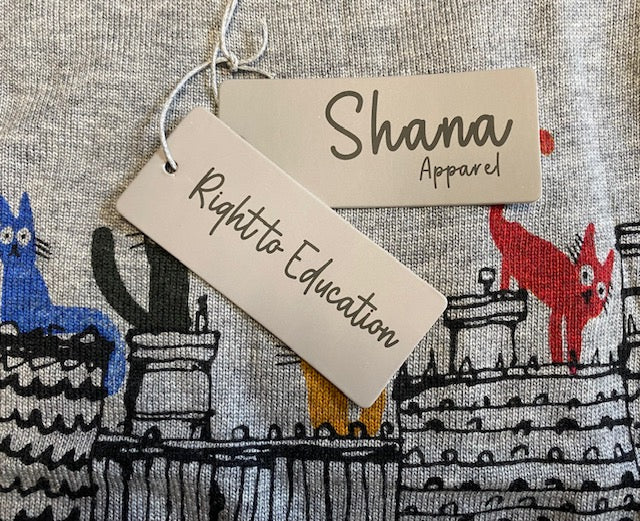 Shana
Apparel
Right to Education